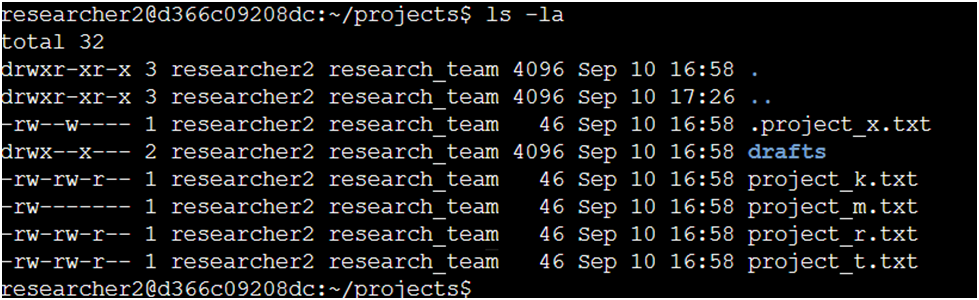 researcher2@d366c09208dc:~/projects$ ls -la
total 32
drwxr-xr-x 3 researcher2 research_team 4096 Sep 10 16:58 .
drwxr-xr-x 3 researcher2 research_team 4096 Sep 10 17:26 ..
-rw--w---- 1 researcher2 research_team   46 Sep 10 16:58 .project_x.txt
drwx--x--- 2 researcher2 research_team 4096 Sep 10 16:58 drafts
-rw-rw-r-- 1 researcher2 research_team   46 Sep 10 16:58 project_k.txt
-rw------- 1 researcher2 research_team   46 Sep 10 16:58 project_m.txt
-rw-rw-r-- 1 researcher2 research_team   46 Sep 10 16:58 project_r.txt
-rw-rw-r-- 1 researcher2 research_team   46 Sep 10 16:58 project_t.txt
researcher2@d366c09208dc:~/projects$